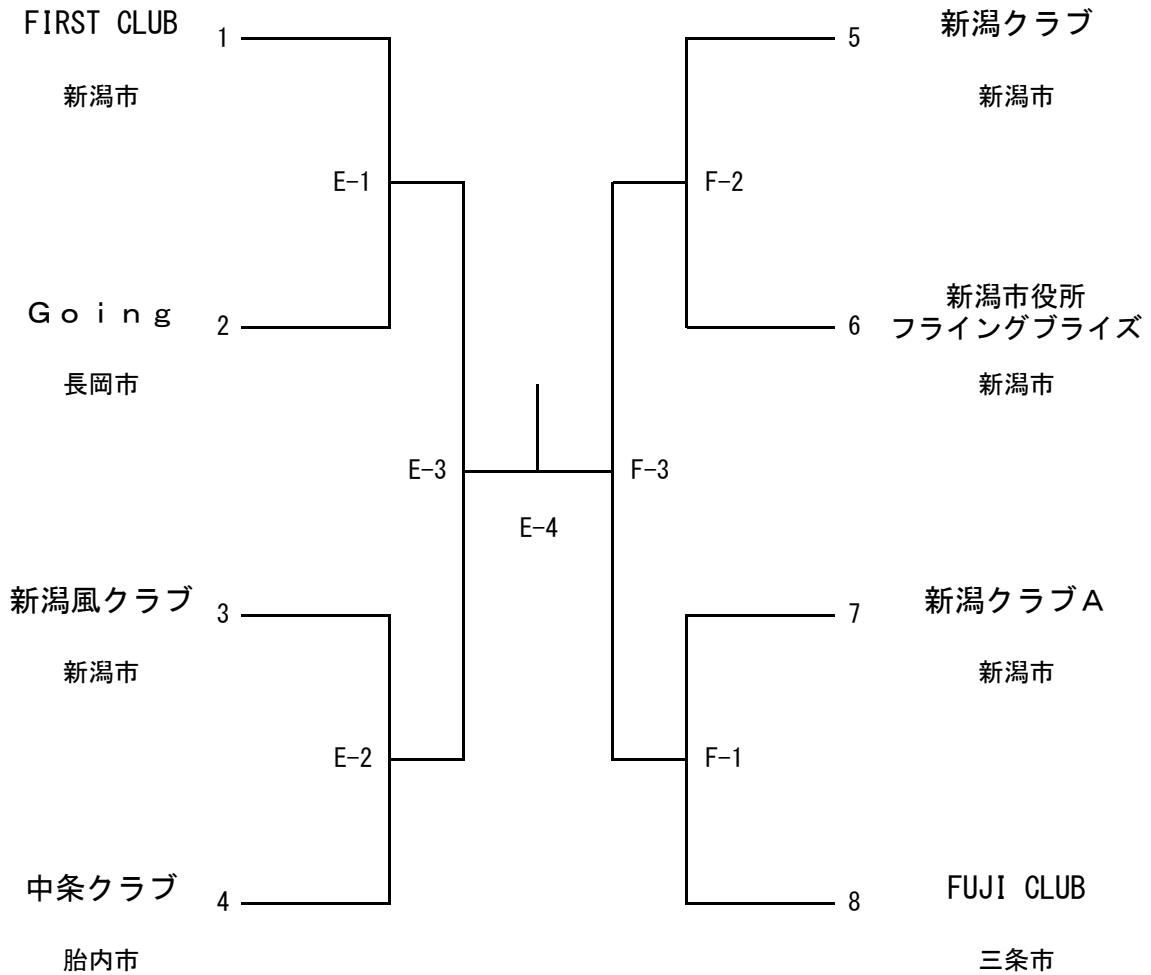 FIRST CLUB
1
新潟市
E-1
Ｇｏｉｎｇ
2
長岡市
E-3
新潟風クラブ
3
新潟市
E-2
中条クラブ
4
胎内市
E-4
新潟クラブ
5
新潟市
F-2
新潟市役所
6
フライングブライズ
新潟市
F-3
7
新潟クラブＡ
新潟市
F-1
8
FUJI CLUB
三条市